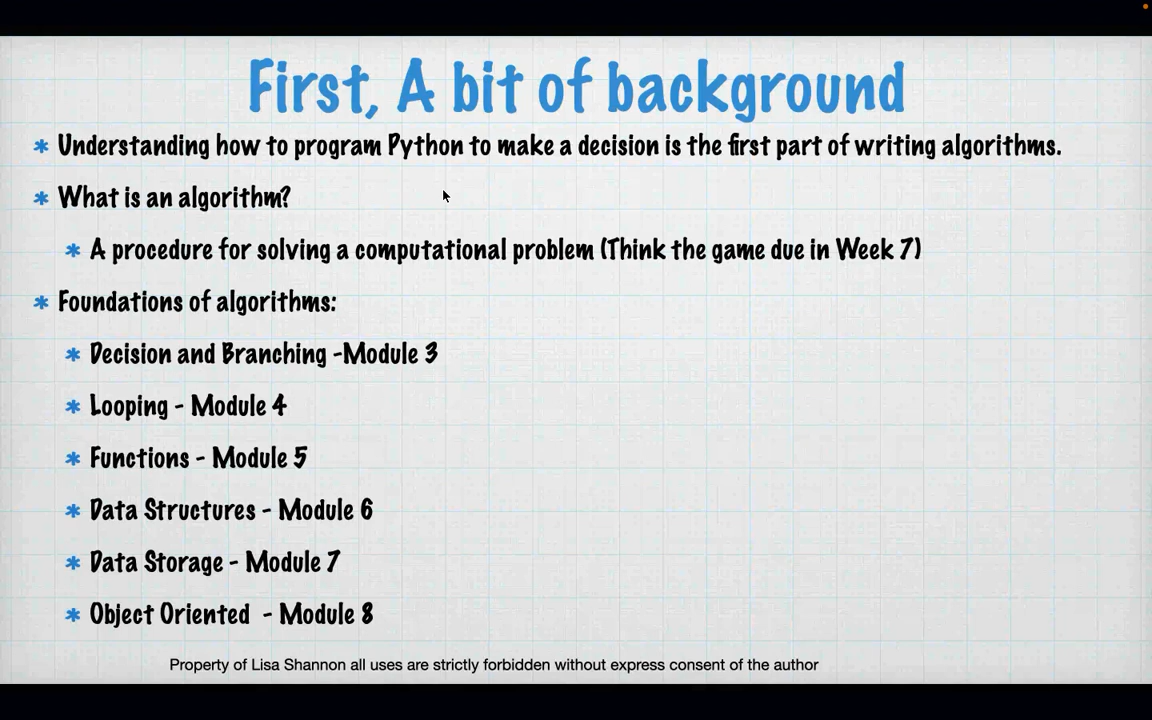 First, A bit of background
* Understanding how to program Python to make a decision is the first part of writing algorithms.
* What is an algorithm?
* A procedure for solving a computational problem (Think the game due in Week 7)
* Foundations of algorithms:
* Decision and Branching -Module 3
* Looping - Module 4
* Functions - Module 5
* Data Structures - Module 6
* Data Storage - Module 7
* Object Oriented - Module 8
Property of Lisa Shannon all uses are strictly forbidden without express consent of the author